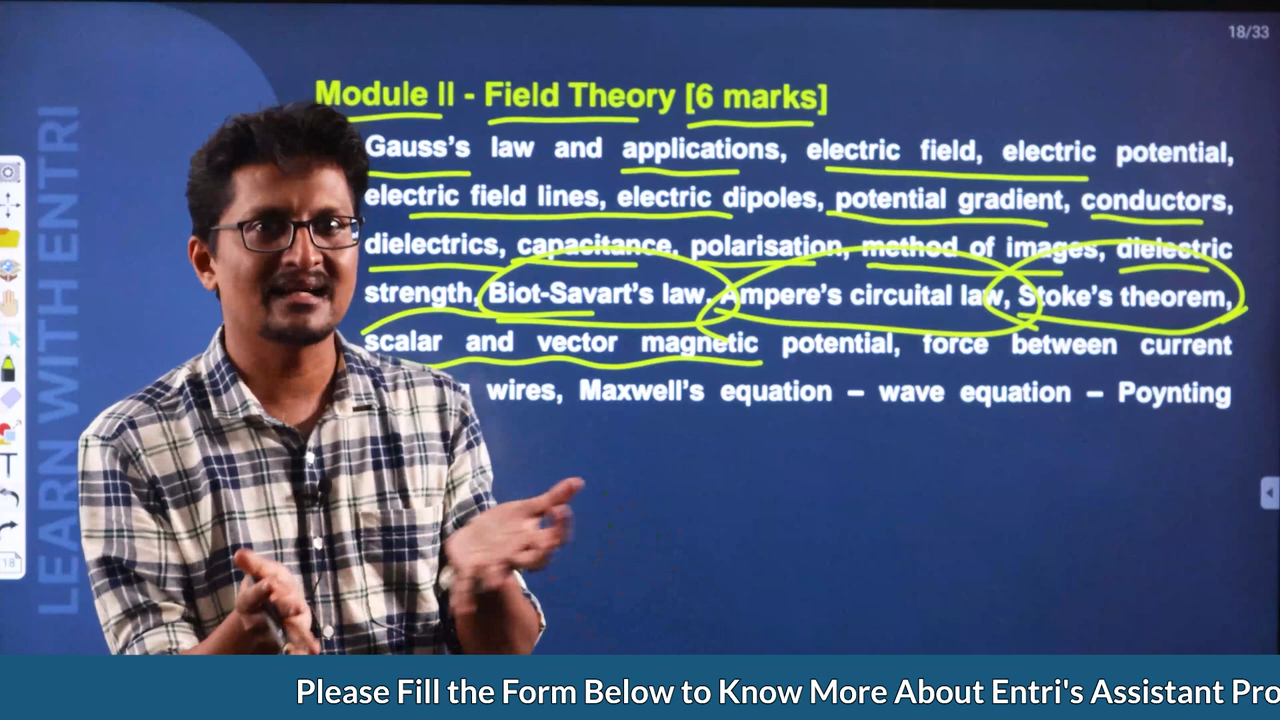 18/33
Module II - Field Theory [6 marks]
Gauss's law and applications, electric field, electric potential,
electric field lines, electric dipoles, potential gradient, conductors,
dielectrics, capacitance, polarisation, method of images, dielectric
strength, Biot-Savart's law, Ampere's circuital law, Stoke's theorem,
scalar and vector magnetic potential, force between current
wires, Maxwell's equation – wave equation – Poynting
LEARN WITH ENTRI
T
18
Please Fill the Form Below to Know More About Entri's Assistant Pro